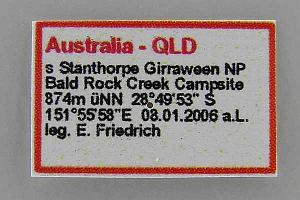 Australia - QLD
s Stanthorpe Girraween NP
Bald Rock Creek Campsite
874m üNN 28°49'53" S
151°55'58"E 08.01.2006 a.L.
leg. E. Friedrich